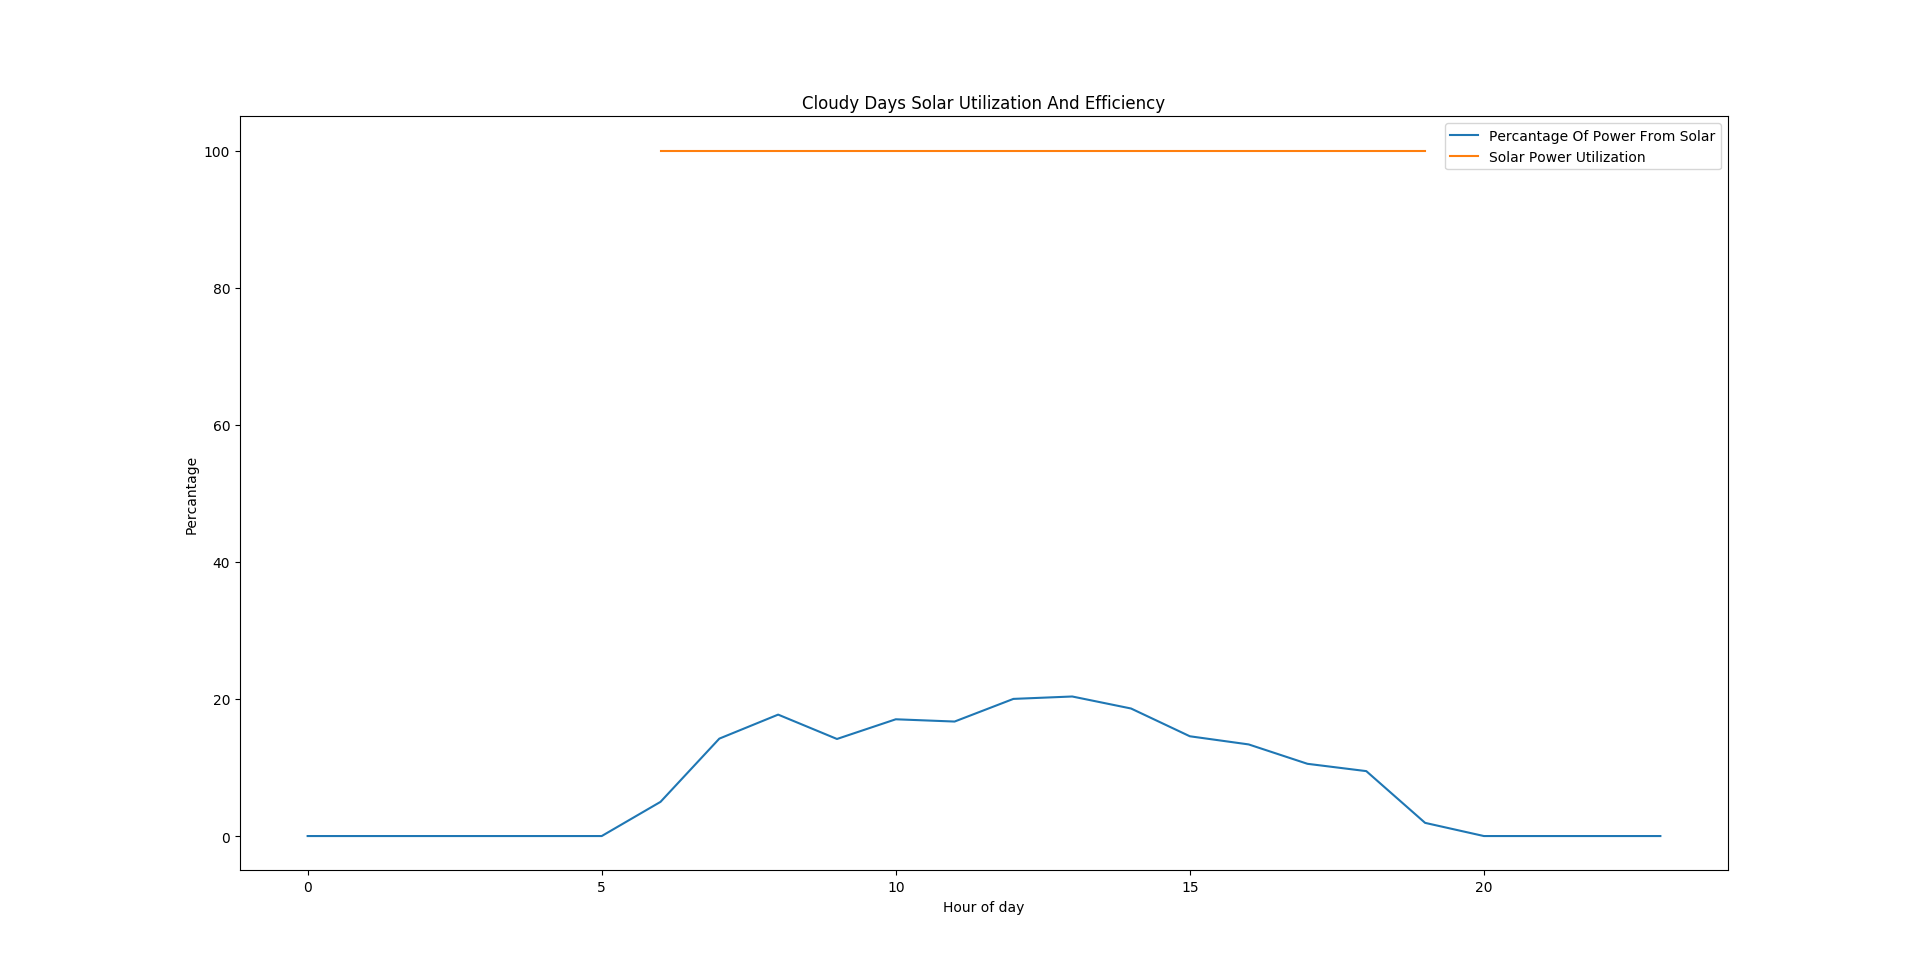 Cloudy Days Solar Utilization And Efficiency
Percantage Of Power From Solar
Solar Power Utilization
100
80
60
40
20
0
Percantage
0 5 10 15 20
Hour of day